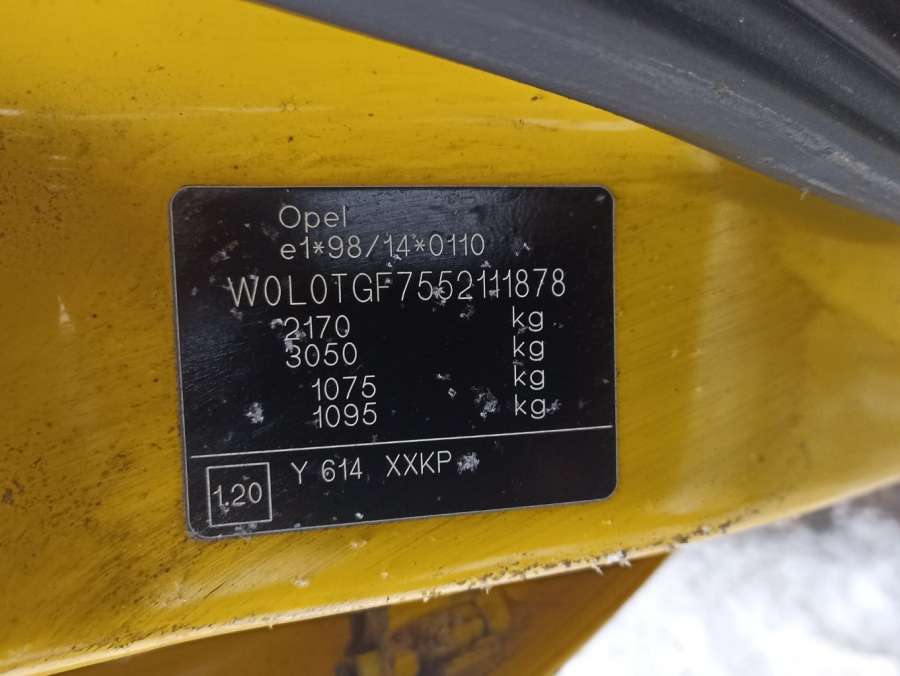 Opel
e1*98/14*0110
W0L0TGF7552111878
2170 kg
3050 kg
1075 kg
1095 kg
1.20 Y 614 XXKP